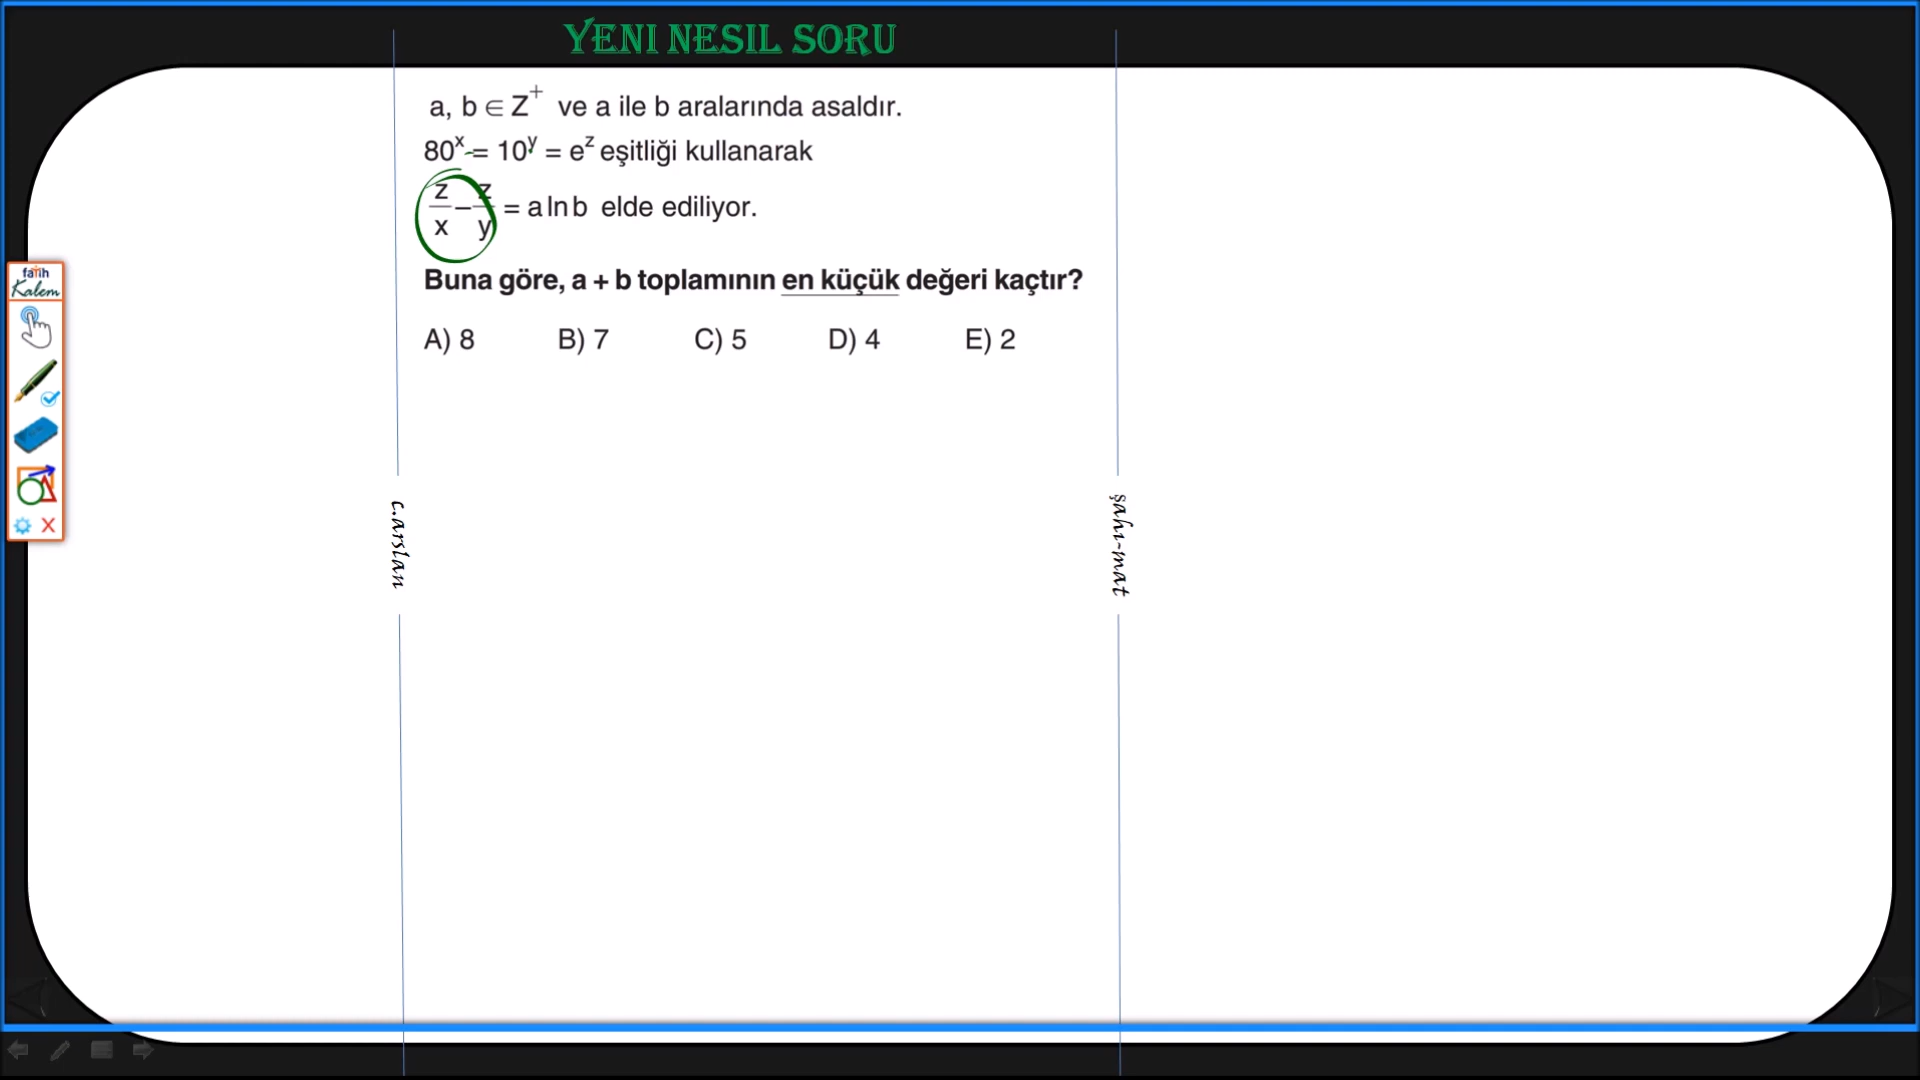 YENI NESIL SORU
a, b ∈ Z⁺ ve a ile b aralarında asaldır.
80ˣ = 10ʸ = eᶻ eşitliği kullanarak
z/x − z/y = a ln b elde ediliyor.
Buna göre, a + b toplamının en küçük değeri kaçtır?
A) 8 B) 7 C) 5 D) 4 E) 2
fatih
Kalem
c.arslan
şahı-mat